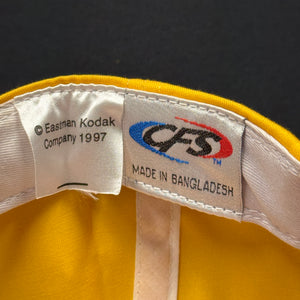 © Eastman Kodak
Company 1997
CFS
TM
MADE IN BANGLADESH